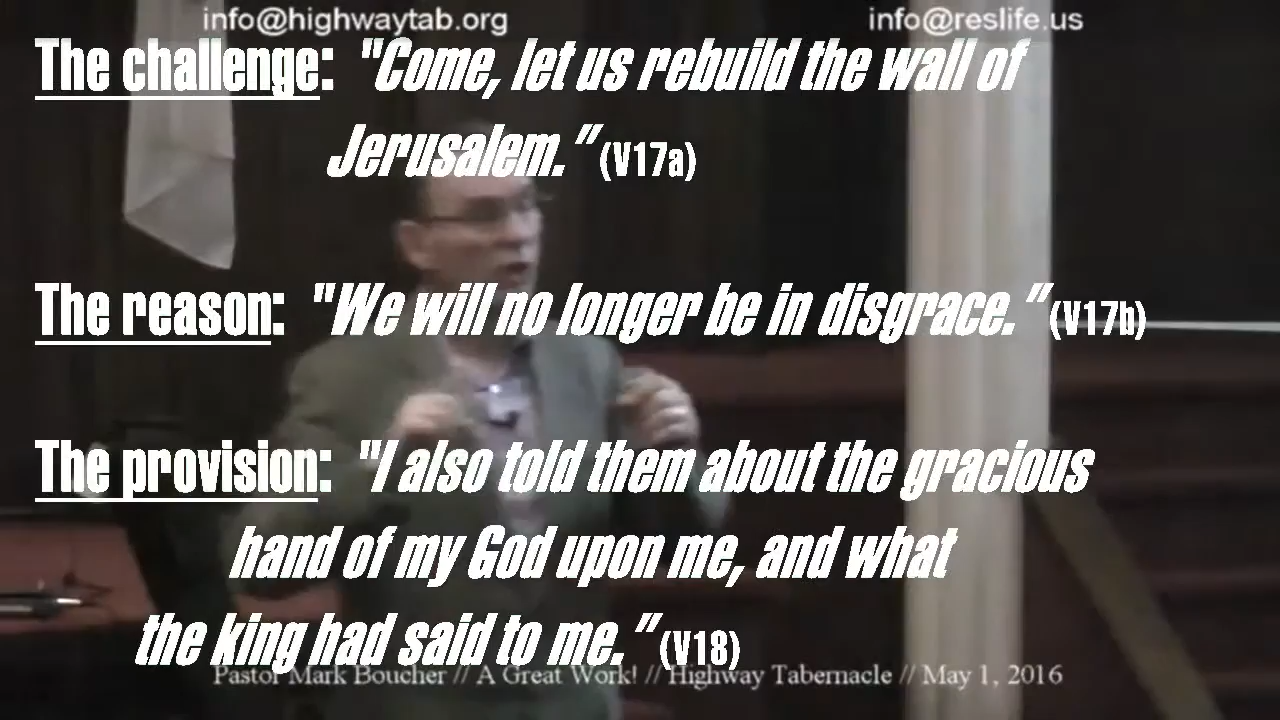 info@highwaytab.org info@reslife.us
The challenge: "Come, let us rebuild the wall of
Jerusalem." (V17a)
The reason: "We will no longer be in disgrace." (V17b)
The provision: "I also told them about the gracious
hand of my God upon me, and what
the king had said to me." (V18)
Pastor Mark Boucher // A Great Work! // Highway Tabernacle // May 1, 2016